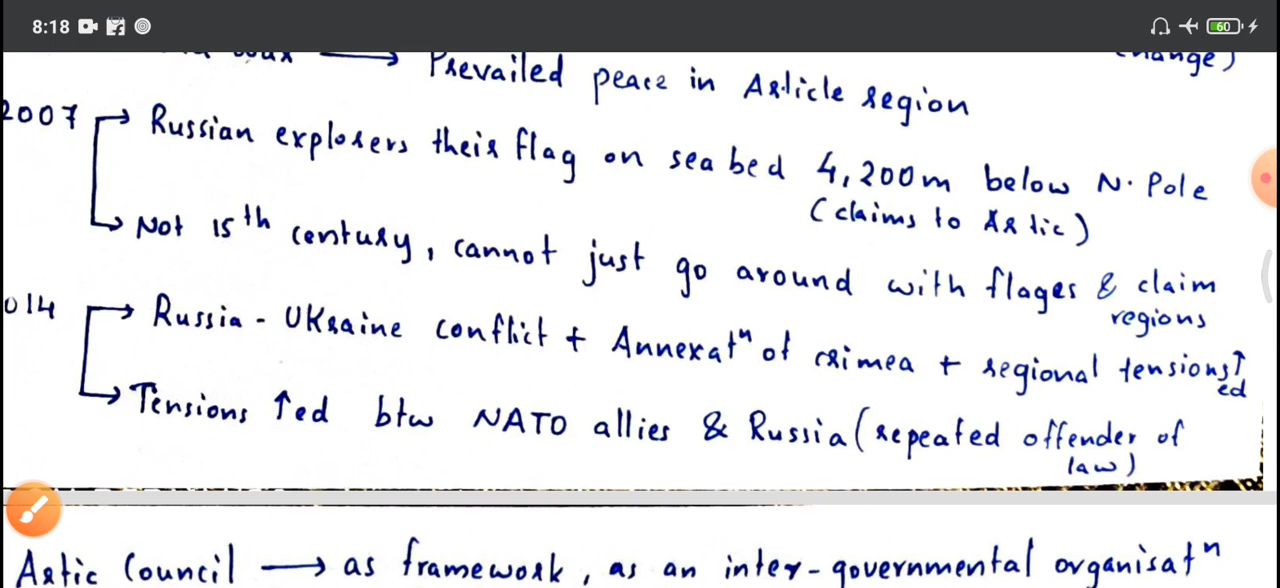 8:18 60
→ Prevailed peace in Article region change)
2007 → Russian explorers their flag on sea bed 4,200m below N. Pole
(claims to Artic)
→ Not 15th century, cannot just go around with flages & claim
regions
014 → Russia - Ukraine conflict + Annexatⁿ of crimea + regional tensions↑
ed
→ Tensions ↑ed btw NATO allies & Russia (repeated offender of
law)
Artic Council → as framework, as an inter-governmental organisatⁿ